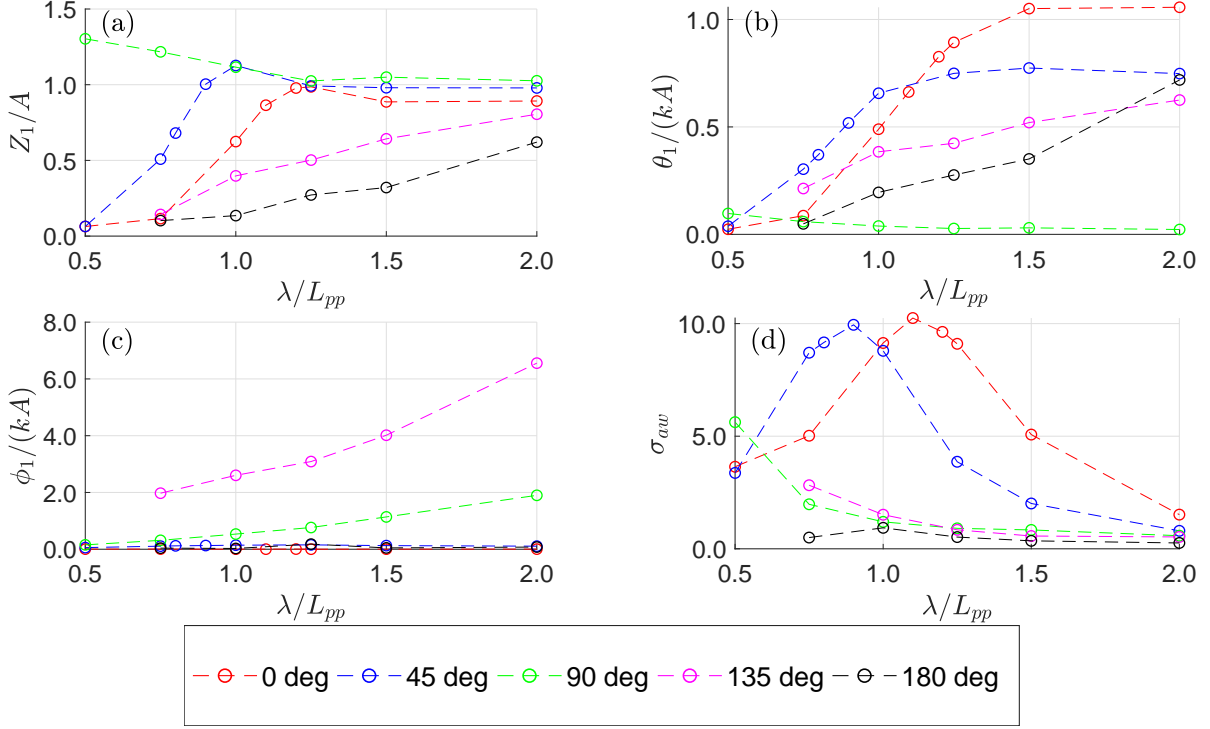 (a)
1.5
1.0
0.5
0.0
Z₁/A
0.5 1.0 1.5 2.0
λ/Lₚₚ
(b)
1.0
0.5
0.0
θ₁/(kA)
0.5 1.0 1.5 2.0
λ/Lₚₚ
(c)
8.0
6.0
4.0
2.0
0.0
ϕ₁/(kA)
0.5 1.0 1.5 2.0
λ/Lₚₚ
(d)
10.0
5.0
0.0
σ_aw
0.5 1.0 1.5 2.0
λ/Lₚₚ
0 deg 45 deg 90 deg 135 deg 180 deg